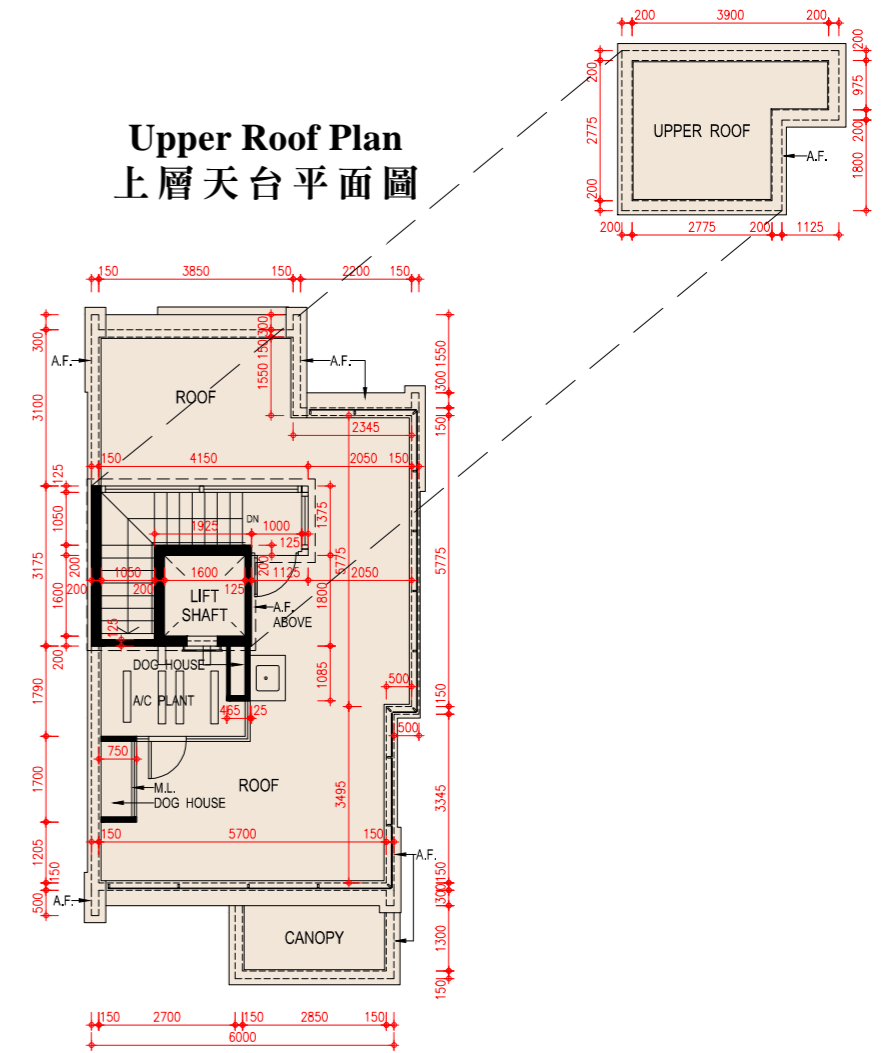 200 3900 200
200
975
200
1800
200
2775
200
UPPER ROOF
A.F.
200 2775 200 1125
Upper Roof Plan
上層天台平面圖
150 3850 150 2200 150
300
3100
125
1050
3175
200
1600
200
1790
1700
1205
150
500
A.F.
300
150
1550
A.F.
ROOF
2345
150 4150 2050 150
1550
300
150
5775
150
3345
150
300
1300
150
DN
1925 1000
1375
125
5775
200
200 1050 200 1600 125 1125 2050
LIFT
SHAFT
A.F.
ABOVE
1800
125
DOG HOUSE
1085
A/C PLANT
465 125
500
500
750
M.L.
DOG HOUSE
ROOF
3495
150 5700 150
A.F.
A.F.
CANOPY
150 2700 150 2850 150
6000